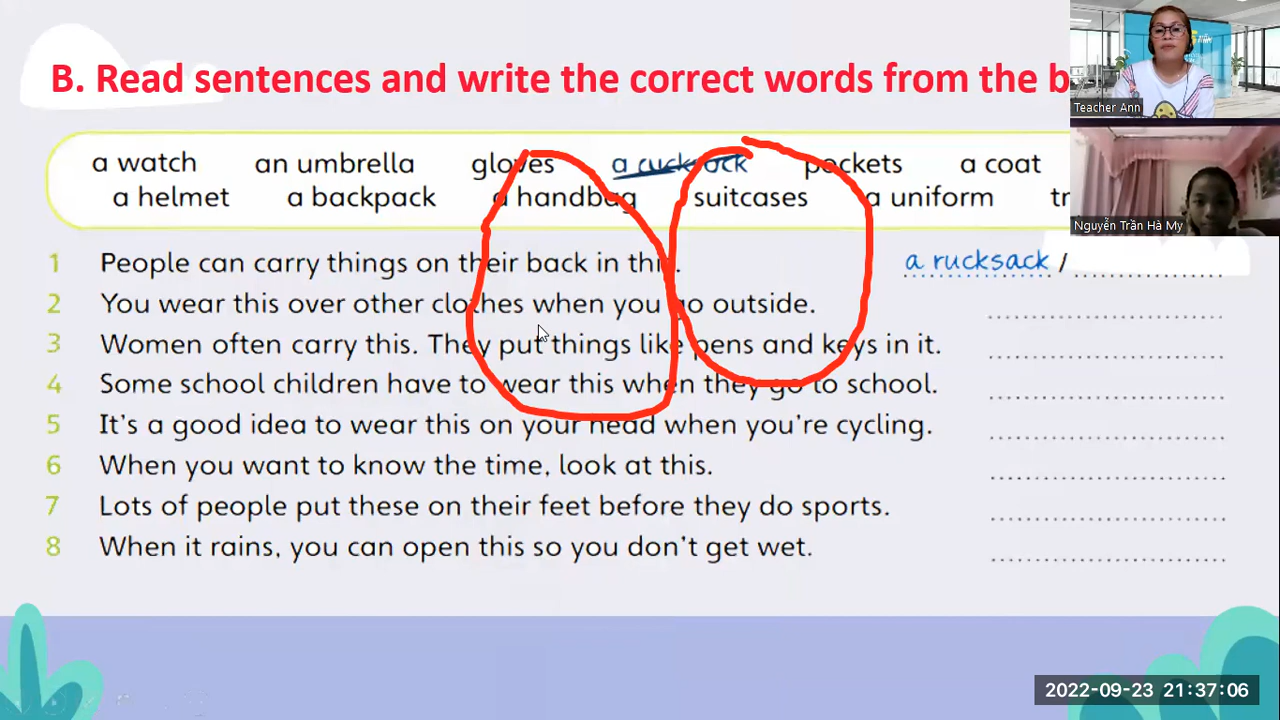 B. Read sentences and write the correct words from the b
a watch an umbrella gloves a rucksack pockets a coat
a helmet a backpack a handbag suitcases a uniform
1 People can carry things on their back in this. a rucksack /
2 You wear this over other clothes when you go outside.
3 Women often carry this. They put things like pens and keys in it.
4 Some school children have to wear this when they go to school.
5 It's a good idea to wear this on your head when you're cycling.
6 When you want to know the time, look at this.
7 Lots of people put these on their feet before they do sports.
8 When it rains, you can open this so you don't get wet.
Teacher Ann
Nguyễn Trần Hà My
2022-09-23 21:37:06